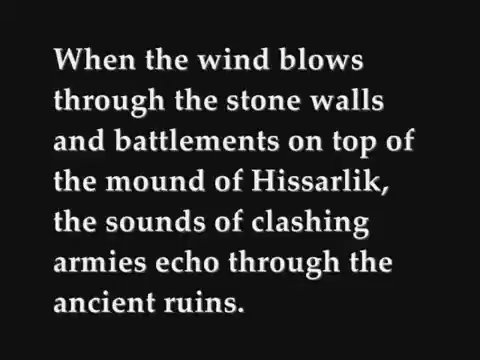 When the wind blows
through the stone walls
and battlements on top of
the mound of Hissarlik,
the sounds of clashing
armies echo through the
ancient ruins.